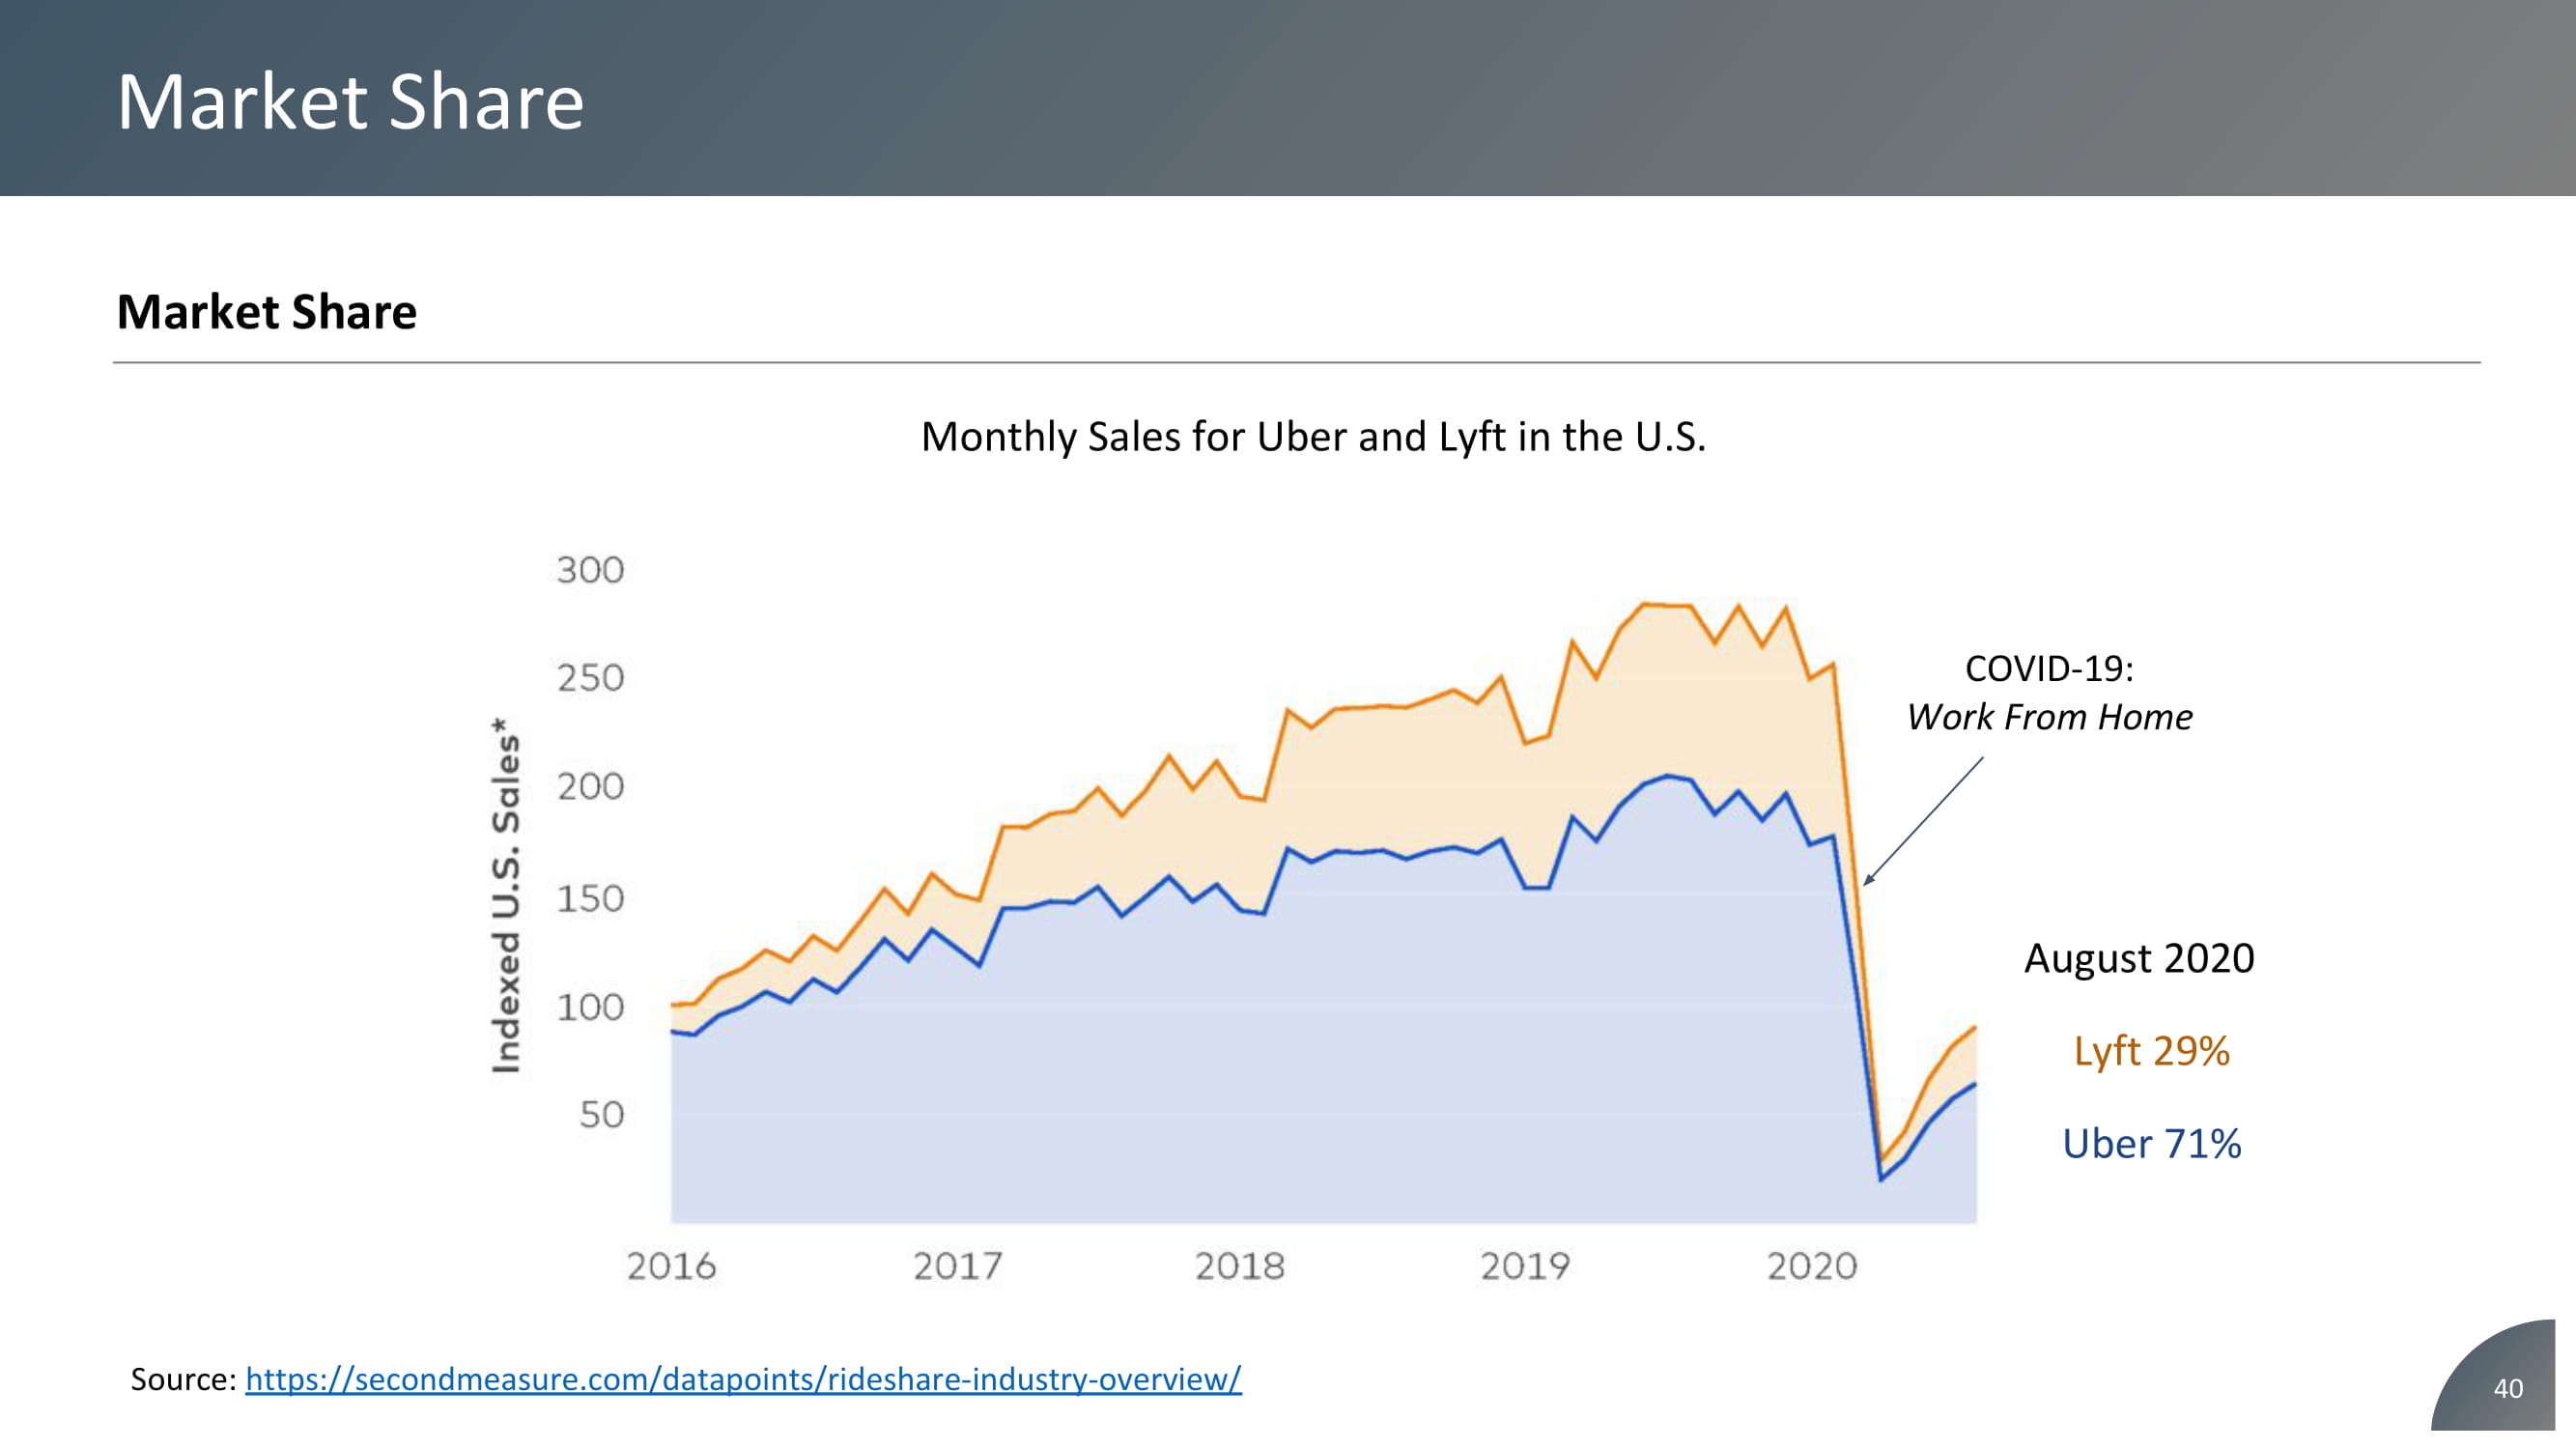 Market Share
Market Share
Monthly Sales for Uber and Lyft in the U.S.
Indexed U.S. Sales*
300
250
200
150
100
50
2016 2017 2018 2019 2020
COVID-19:
Work From Home
August 2020
Lyft 29%
Uber 71%
Source: https://secondmeasure.com/datapoints/rideshare-industry-overview/
40